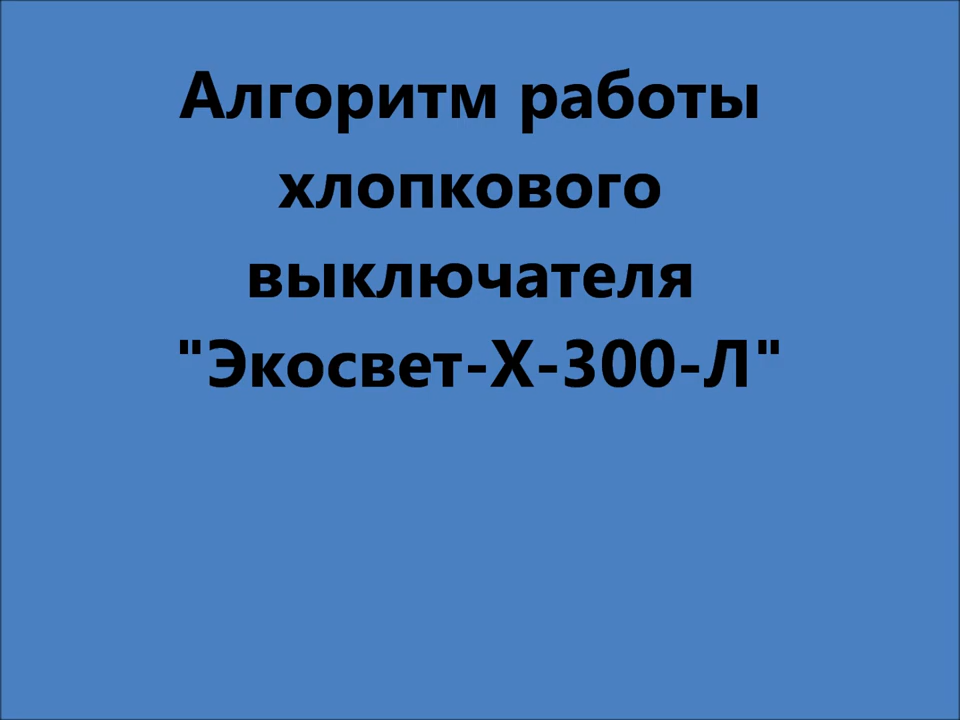 Алгоритм работы
хлопкового
выключателя
"Экосвет-Х-300-Л"